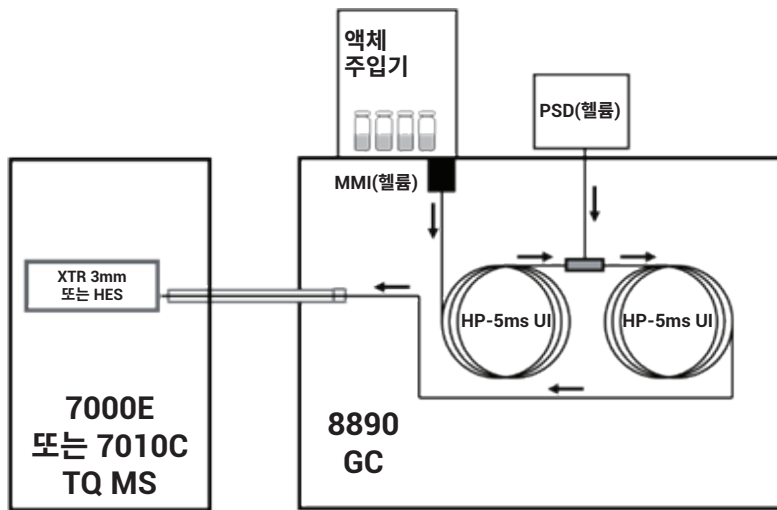 액체
주입기
PSD(헬륨)
MMI(헬륨)
XTR 3mm
또는 HES
HP-5ms UI
HP-5ms UI
7000E
또는 7010C
TQ MS
8890
GC